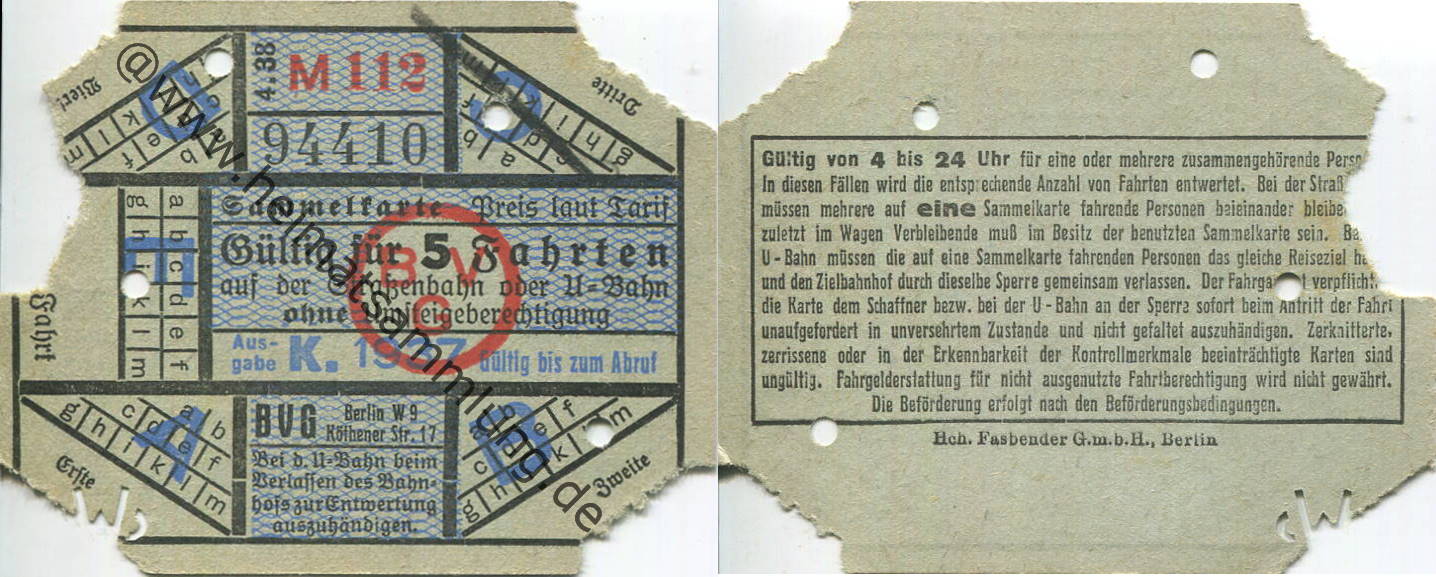 4.38
M 112
94410
Vier
Dritte
Sammelkarte Preis laut Tarif
Gültig für 5 Fahrten
auf der Straßenbahn oder U=Bahn
ohne Umsteigeberechtigung
BVG
Aus-
gabe K. 1937 Gültig bis zum Abruf
Fahrt
a b c d e f
g h i k l m
E
A
B
C
BVG Berlin W 9
Köthener Str. 17
Bei d. U=Bahn beim
Verlassen des Bahn=
hofs zur Entwertung
auszuhändigen.
Erste
Zweite
@www.heimatsammlung.de
Gültig von 4 bis 24 Uhr für eine oder mehrere zusammengehörende Perso
In diesen Fällen wird die entsprechende Anzahl von Fahrten entwertet. Bei der Straß
müssen mehrere auf eine Sammelkarte fahrende Personen beieinander bleibe
zuletzt im Wagen Verbleibende muß im Besitz der benutzten Sammelkarte sein. Be
U-Bahn müssen die auf eine Sammelkarte fahrenden Personen das gleiche Reiseziel ha
und den Zielbahnhof durch dieselbe Sperre gemeinsam verlassen. Der Fahrga t verpflicht
die Karte dem Schaffner bezw. bei der U-Bahn an der Sperre sofort beim Antritt der Fahrt
unaufgefordert in unversehrtem Zustande und nicht gefaltet auszuhändigen. Zerknitterte,
zerrissene oder in der Erkennbarkeit der Kontrollmerkmale beeinträchtigte Karten sind
ungültig. Fahrgelderstattung für nicht ausgenutzte Fahrtberechtigung wird nicht gewährt.
Die Beförderung erfolgt nach den Beförderungsbedingungen.
Hch. Fasbender G.m.b.H., Berlin